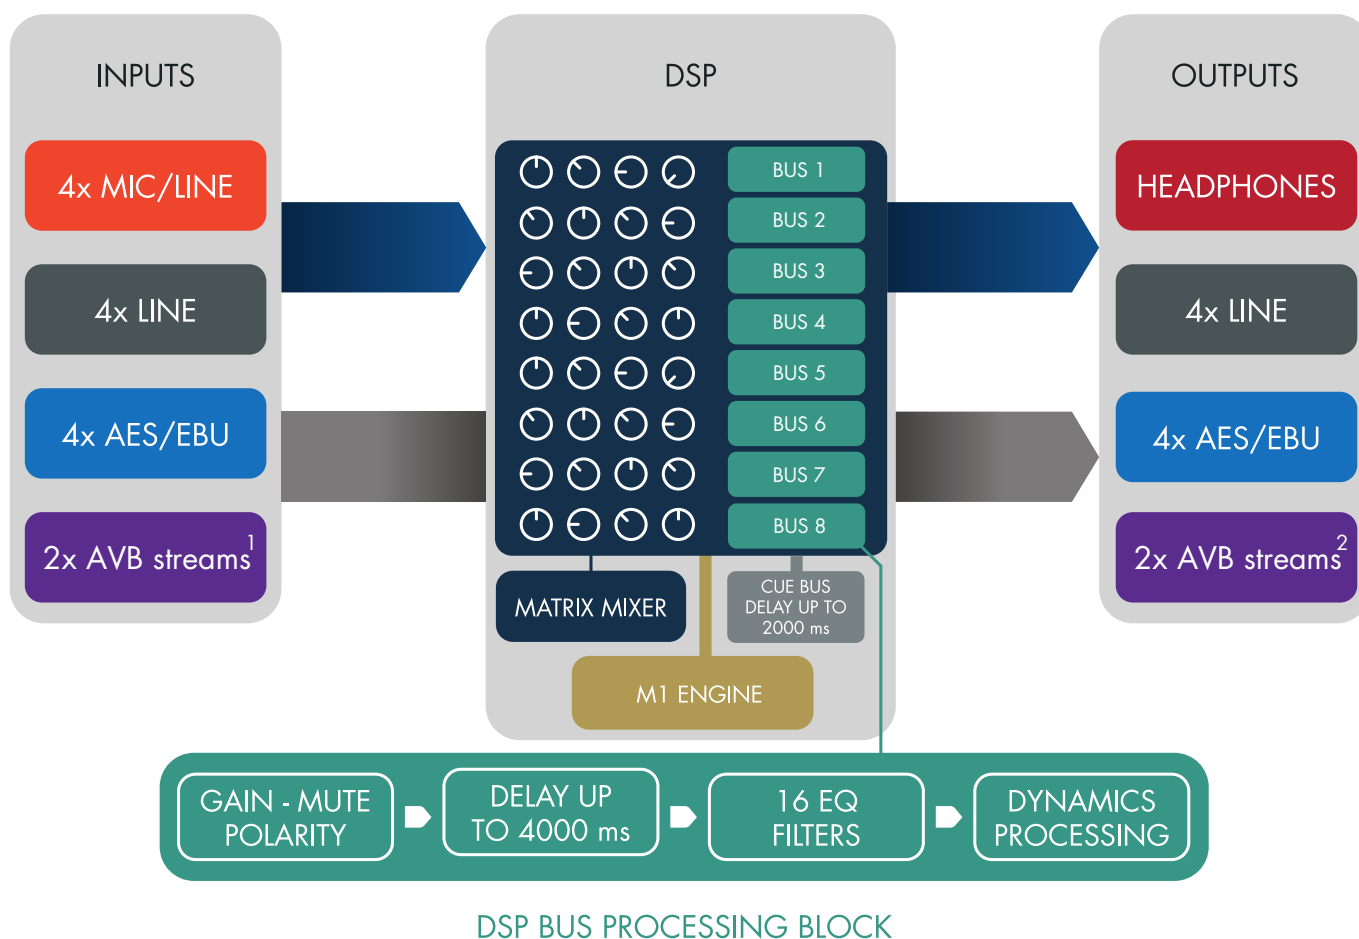 INPUTS
4x MIC/LINE
4x LINE
4x AES/EBU
2x AVB streams1
DSP
BUS 1
BUS 2
BUS 3
BUS 4
BUS 5
BUS 6
BUS 7
BUS 8
MATRIX MIXER
CUE BUS
DELAY UP TO
2000 ms
M1 ENGINE
OUTPUTS
HEADPHONES
4x LINE
4x AES/EBU
2x AVB streams2
GAIN - MUTE
POLARITY
DELAY UP
TO 4000 ms
16 EQ
FILTERS
DYNAMICS
PROCESSING
DSP BUS PROCESSING BLOCK